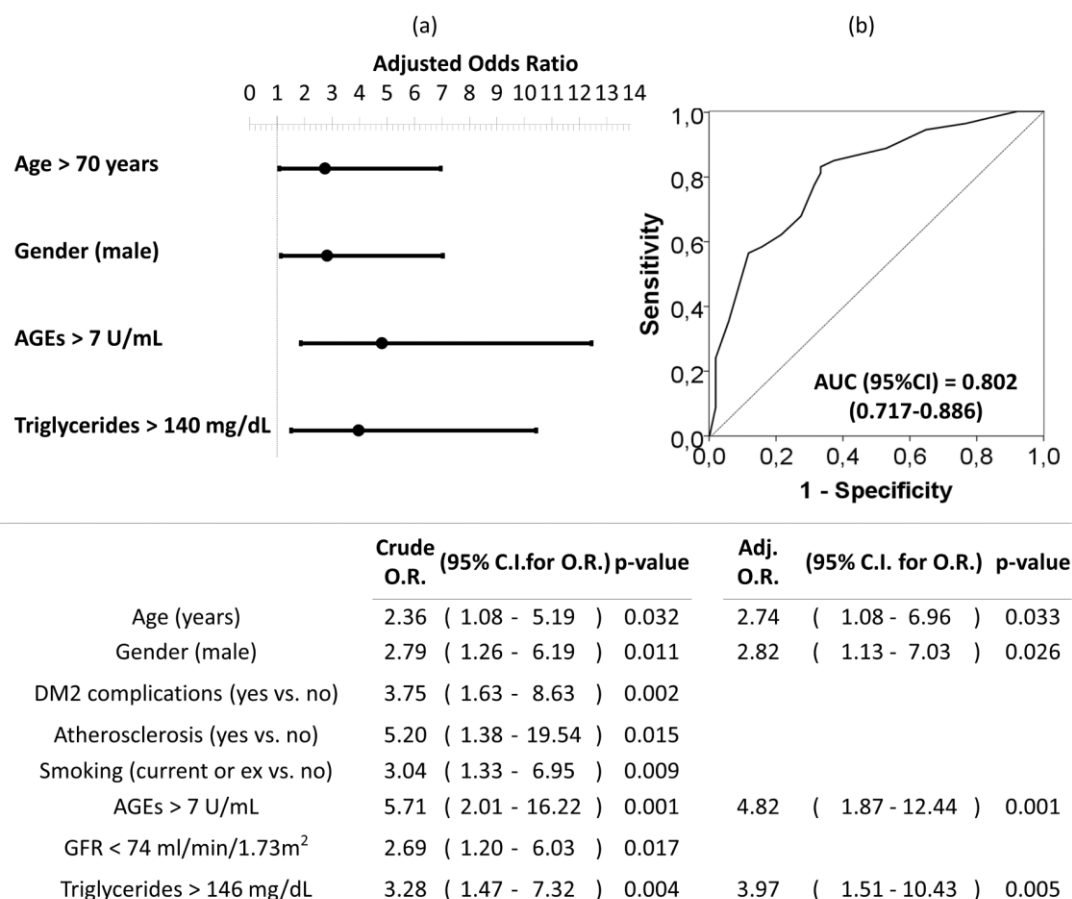 (a)
Adjusted Odds Ratio
0 1 2 3 4 5 6 7 8 9 10 11 12 13 14
Age > 70 years
Gender (male)
AGEs > 7 U/mL
Triglycerides > 140 mg/dL
(b)
Sensitivity
1,0
0,8
0,6
0,4
0,2
0,0
AUC (95%CI) = 0.802
(0.717-0.886)
0,0 0,2 0,4 0,6 0,8 1,0
1 - Specificity
Crude O.R. (95% C.I.for O.R.) p-value Adj. O.R. (95% C.I. for O.R.) p-value
Age (years) 2.36 ( 1.08 - 5.19 ) 0.032 2.74 ( 1.08 - 6.96 ) 0.033
Gender (male) 2.79 ( 1.26 - 6.19 ) 0.011 2.82 ( 1.13 - 7.03 ) 0.026
DM2 complications (yes vs. no) 3.75 ( 1.63 - 8.63 ) 0.002
Atherosclerosis (yes vs. no) 5.20 ( 1.38 - 19.54 ) 0.015
Smoking (current or ex vs. no) 3.04 ( 1.33 - 6.95 ) 0.009
AGEs > 7 U/mL 5.71 ( 2.01 - 16.22 ) 0.001 4.82 ( 1.87 - 12.44 ) 0.001
GFR < 74 ml/min/1.73m² 2.69 ( 1.20 - 6.03 ) 0.017
Triglycerides > 146 mg/dL 3.28 ( 1.47 - 7.32 ) 0.004 3.97 ( 1.51 - 10.43 ) 0.005